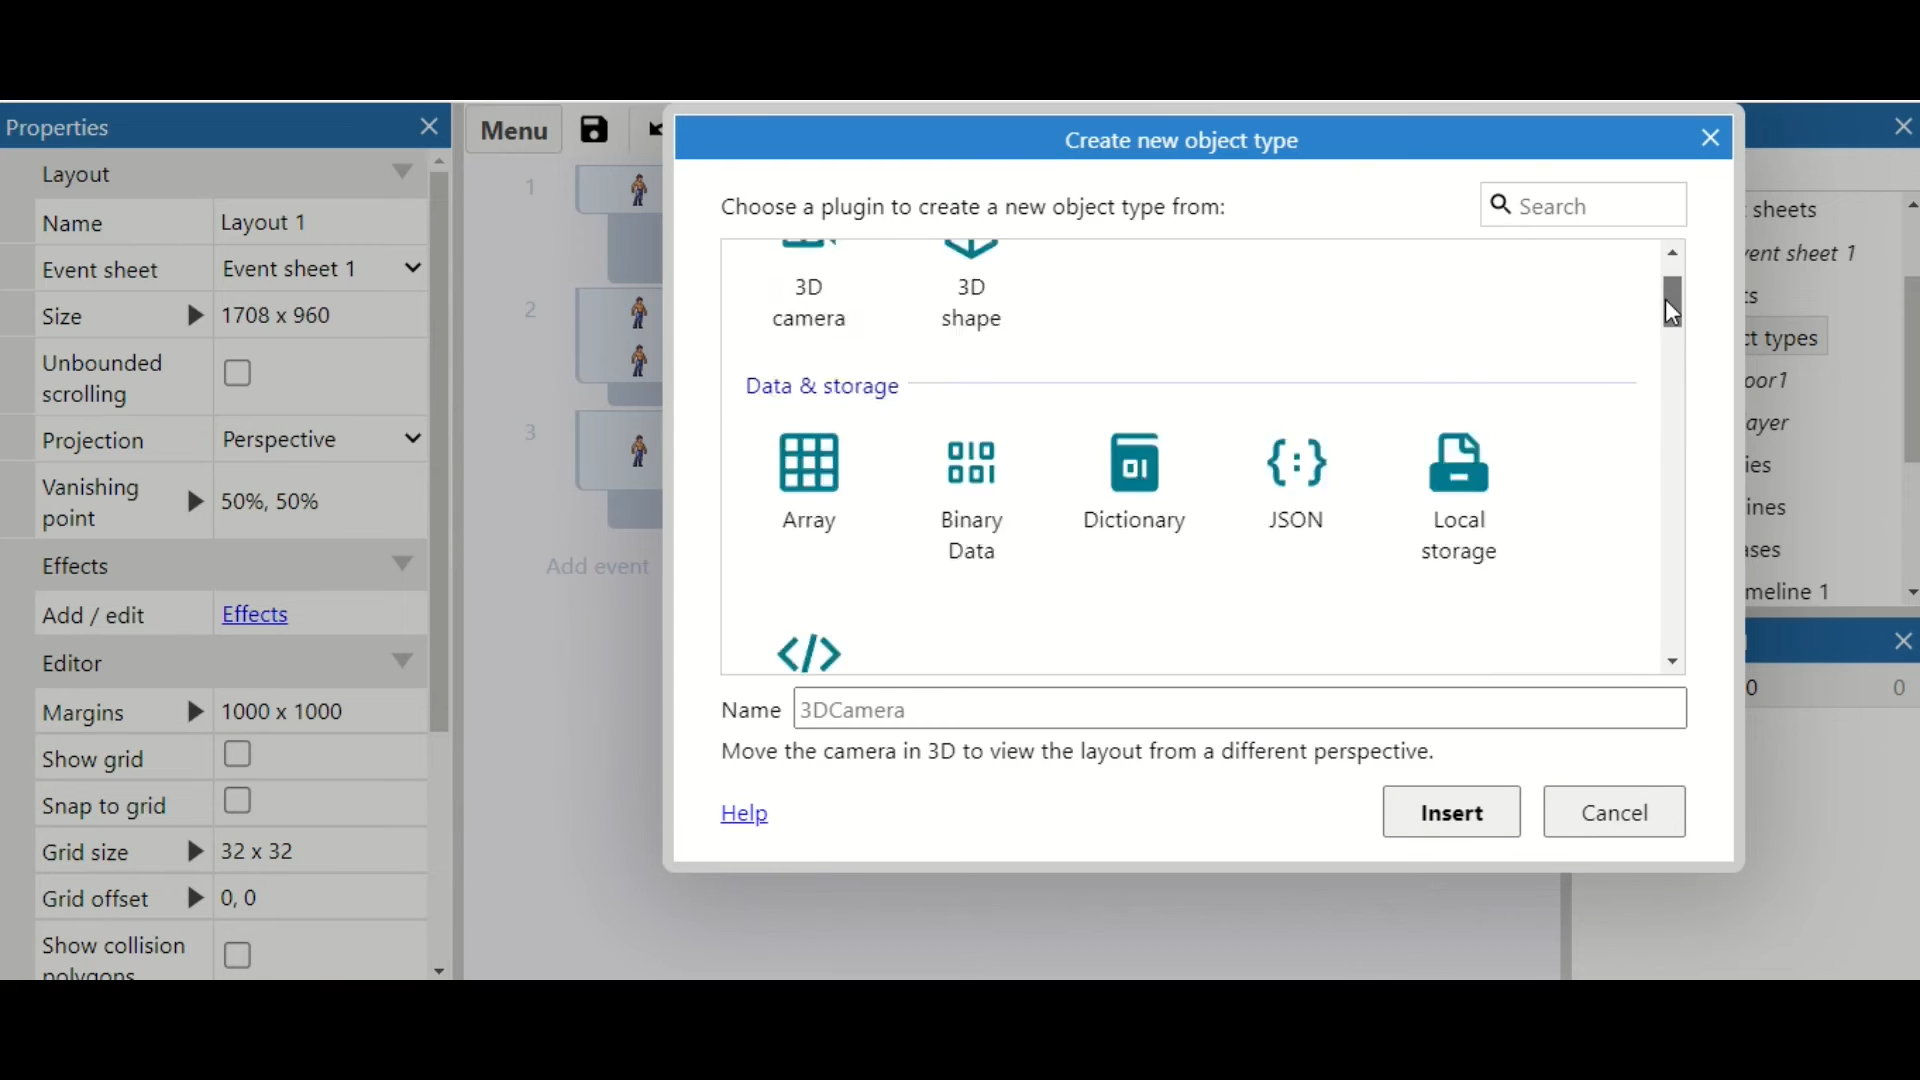 Properties
Layout
Name Layout 1
Event sheet Event sheet 1
Size 1708 x 960
Unbounded
scrolling
Projection Perspective
Vanishing
point 50%, 50%
Effects
Add / edit Effects
Editor
Margins 1000 x 1000
Show grid
Snap to grid
Grid size 32 x 32
Grid offset 0, 0
Show collision
polygons
Menu
1
2
3
Add event
Create new object type
Choose a plugin to create a new object type from:
Search
3D
camera
3D
shape
Data & storage
Array
Binary
Data
Dictionary
JSON
Local
storage
Name 3DCamera
Move the camera in 3D to view the layout from a different perspective.
Help
Insert
Cancel
sheets
vent sheet 1
ts
ct types
oor1
ayer
ies
ines
ases
meline 1
0 0